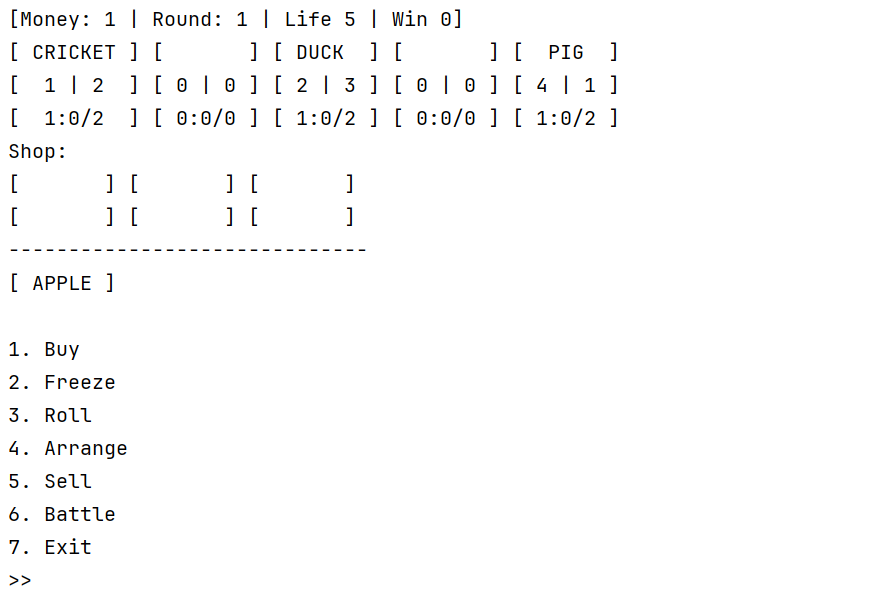 [Money: 1 | Round: 1 | Life 5 | Win 0]
[ CRICKET ] [       ] [ DUCK  ] [       ] [  PIG  ]
[  1 | 2  ] [ 0 | 0 ] [ 2 | 3 ] [ 0 | 0 ] [ 4 | 1 ]
[  1:0/2  ] [ 0:0/0 ] [ 1:0/2 ] [ 0:0/0 ] [ 1:0/2 ]
Shop:
[       ] [       ] [       ]
[       ] [       ] [       ]
------------------------------
[ APPLE ]
1. Buy
2. Freeze
3. Roll
4. Arrange
5. Sell
6. Battle
7. Exit
>>